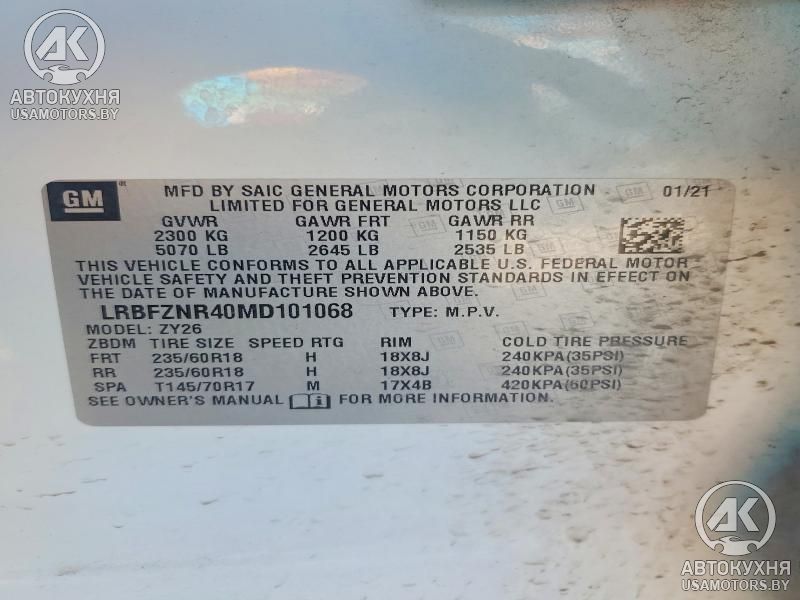 AK
АВТОКУХНЯ
USAMOTORS.BY
GM
MFD BY SAIC GENERAL MOTORS CORPORATION 01/21
LIMITED FOR GENERAL MOTORS LLC
GVWR GAWR FRT GAWR RR
2300 KG 1200 KG 1150 KG
5070 LB 2645 LB 2535 LB
THIS VEHICLE CONFORMS TO ALL APPLICABLE U.S. FEDERAL MOTOR
VEHICLE SAFETY AND THEFT PREVENTION STANDARDS IN EFFECT ON
THE DATE OF MANUFACTURE SHOWN ABOVE.
LRBFZNR40MD101068 TYPE: M.P.V.
MODEL: ZY26
ZBDM TIRE SIZE SPEED RTG RIM COLD TIRE PRESSURE
FRT 235/60R18 H 18X8J 240KPA(35PSI)
RR 235/60R18 H 18X8J 240KPA(35PSI)
SPA T145/70R17 M 17X4B 420KPA(60PSI)
SEE OWNER'S MANUAL FOR MORE INFORMATION.
AK
АВТОКУХНЯ
USAMOTORS.BY